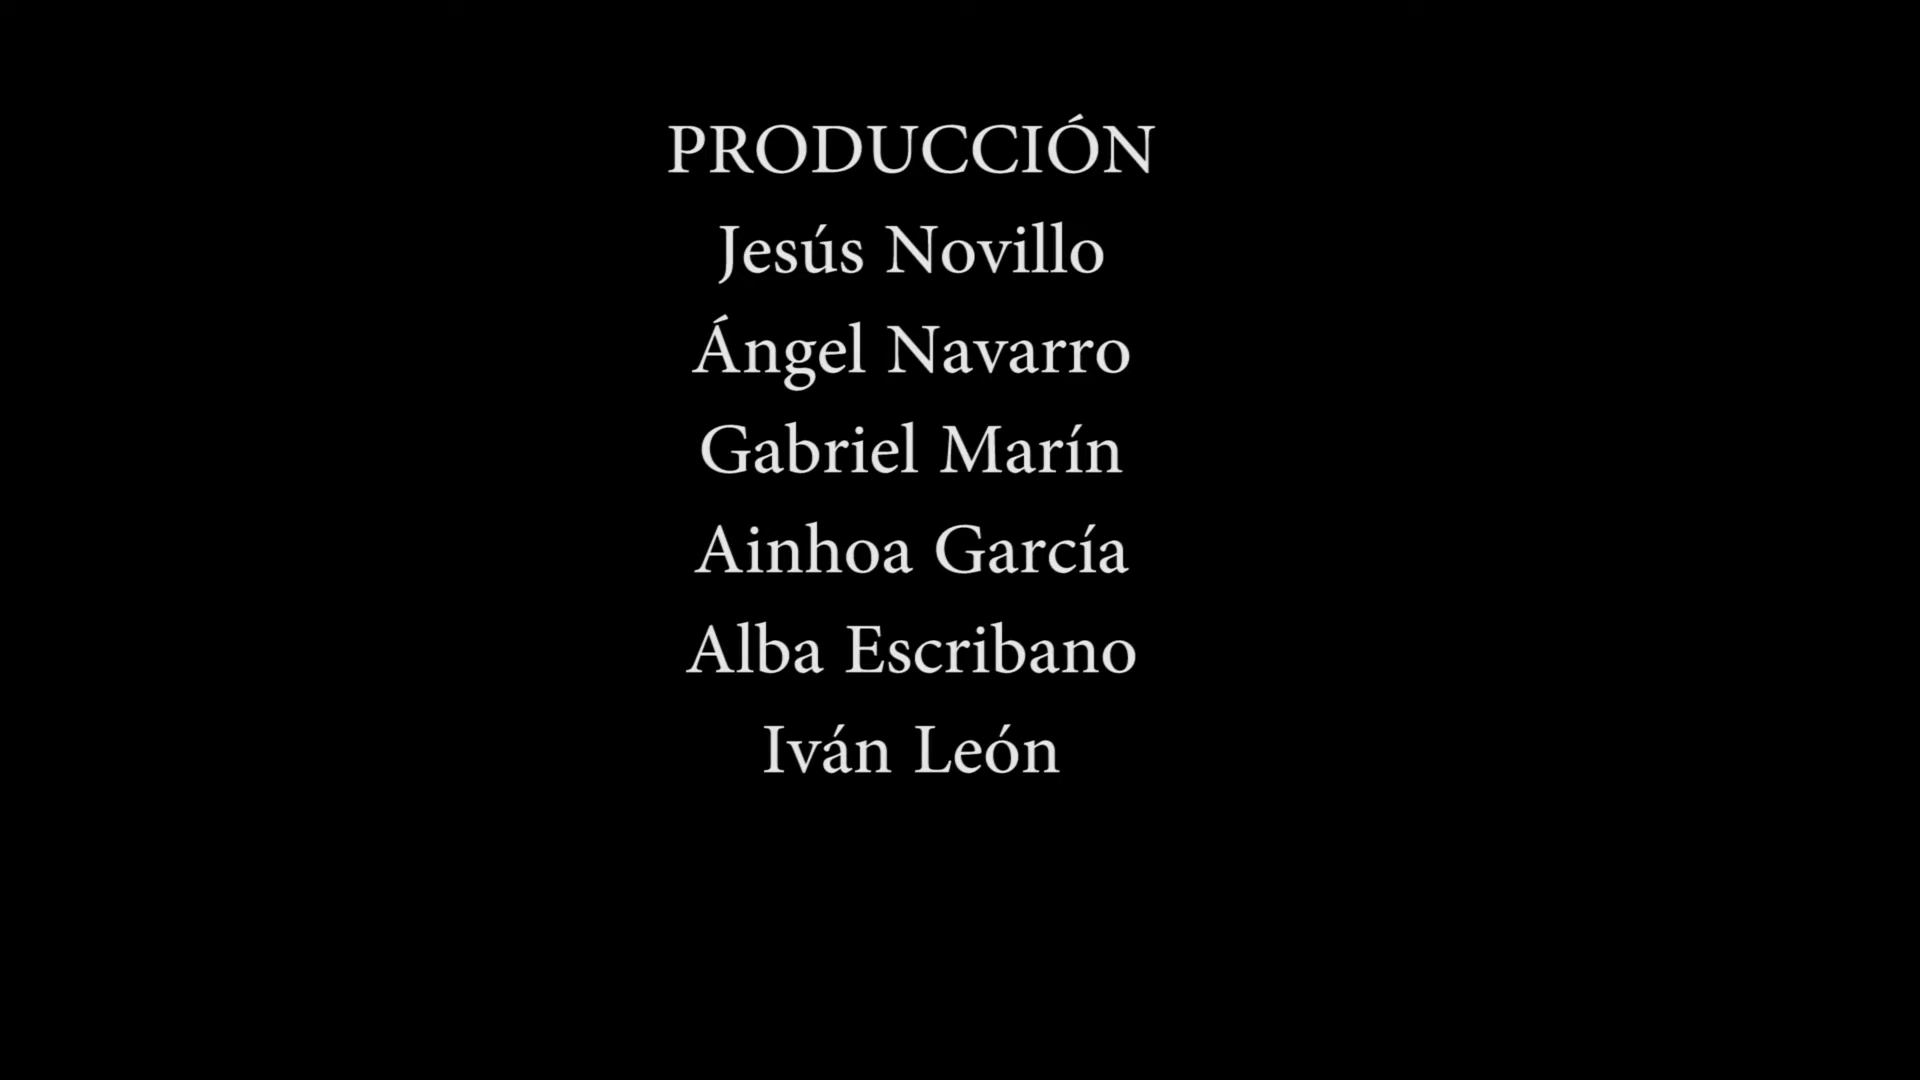 PRODUCCIÓN
Jesús Novillo
Ángel Navarro
Gabriel Marín
Ainhoa García
Alba Escribano
Iván León